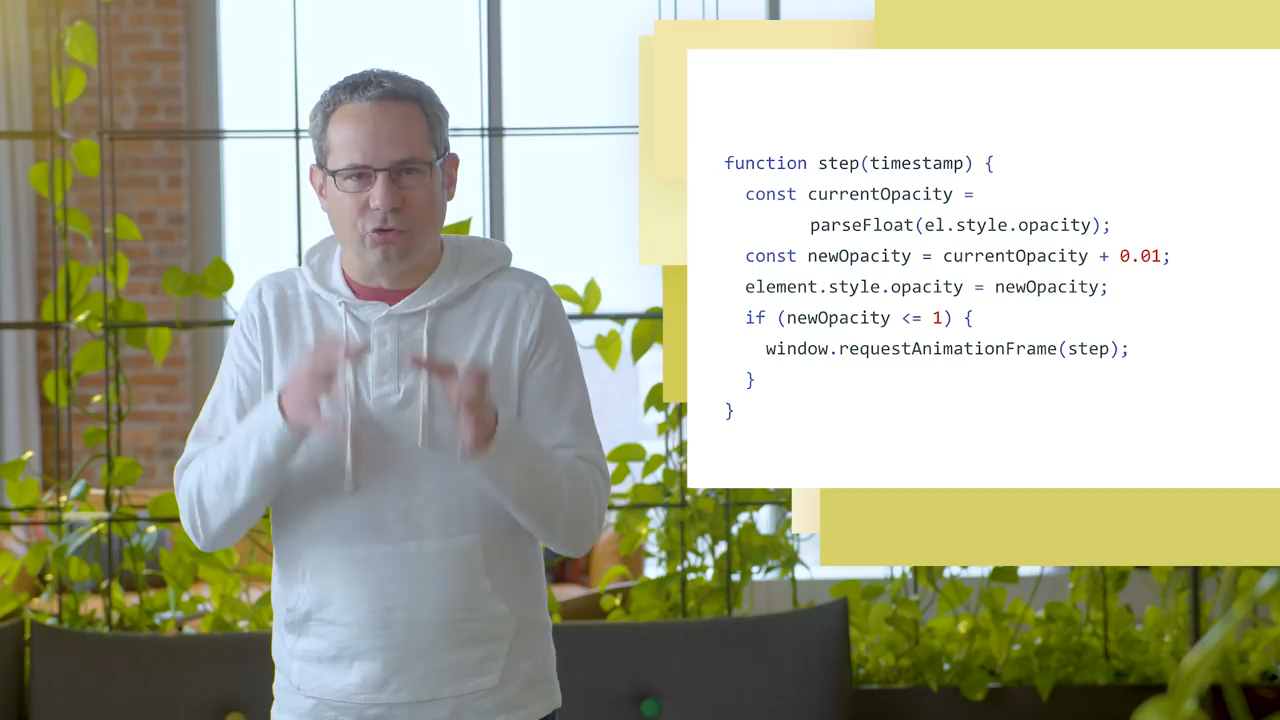 function step(timestamp) {
  const currentOpacity =
        parseFloat(el.style.opacity);
  const newOpacity = currentOpacity + 0.01;
  element.style.opacity = newOpacity;
  if (newOpacity <= 1) {
    window.requestAnimationFrame(step);
  }
}